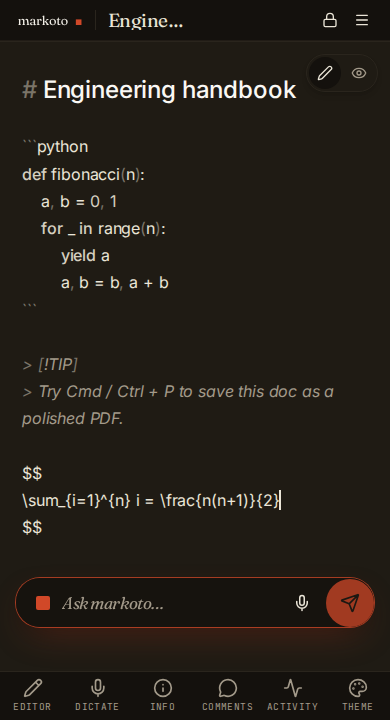 markoto
Engine...
# Engineering handbook
```python
def fibonacci(n):
    a, b = 0, 1
    for _ in range(n):
        yield a
        a, b = b, a + b
```
> [!TIP]
> Try Cmd / Ctrl + P to save this doc as a
polished PDF.
$$
\sum_{i=1}^{n} i = \frac{n(n+1)}{2}
$$
Ask markoto...
EDITOR DICTATE INFO COMMENTS ACTIVITY THEME